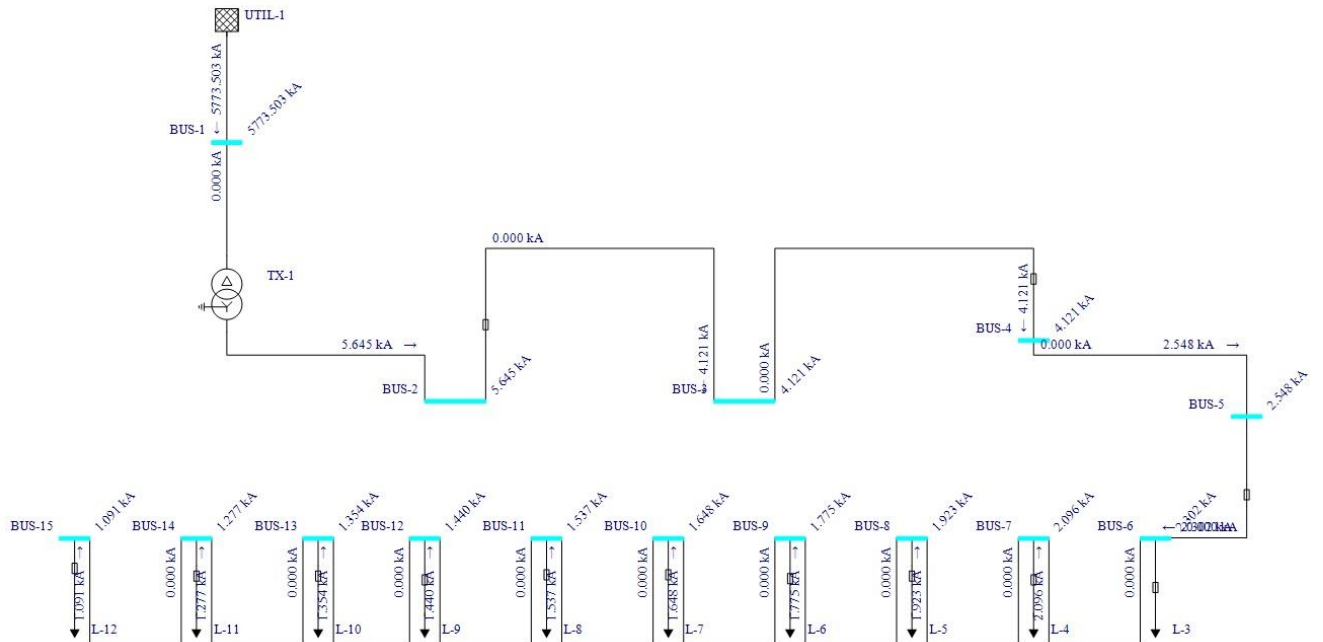 UTIL-1
← 5773.503 kA
BUS-1
5773.503 kA
0.000 kA
TX-1
0.000 kA
5.645 kA →
BUS-2
5.645 kA
← 4.121 kA
BUS-3
4.121 kA
0.000 kA
← 4.121 kA
BUS-4
4.121 kA
0.000 kA
2.548 kA →
BUS-5
2.548 kA
BUS-15
1.091 kA
BUS-14
1.277 kA
BUS-13
1.354 kA
BUS-12
1.440 kA
BUS-11
1.537 kA
BUS-10
1.648 kA
BUS-9
1.775 kA
BUS-8
1.923 kA
BUS-7
2.096 kA
BUS-6
2.302 kA
1.091 kA →
0.000 kA
1.277 kA →
0.000 kA
1.354 kA →
0.000 kA
1.440 kA →
0.000 kA
1.537 kA →
0.000 kA
1.648 kA →
0.000 kA
1.775 kA →
0.000 kA
1.923 kA →
0.000 kA
2.096 kA →
0.000 kA
L-12
L-11
L-10
L-9
L-8
L-7
L-6
L-5
L-4
L-3